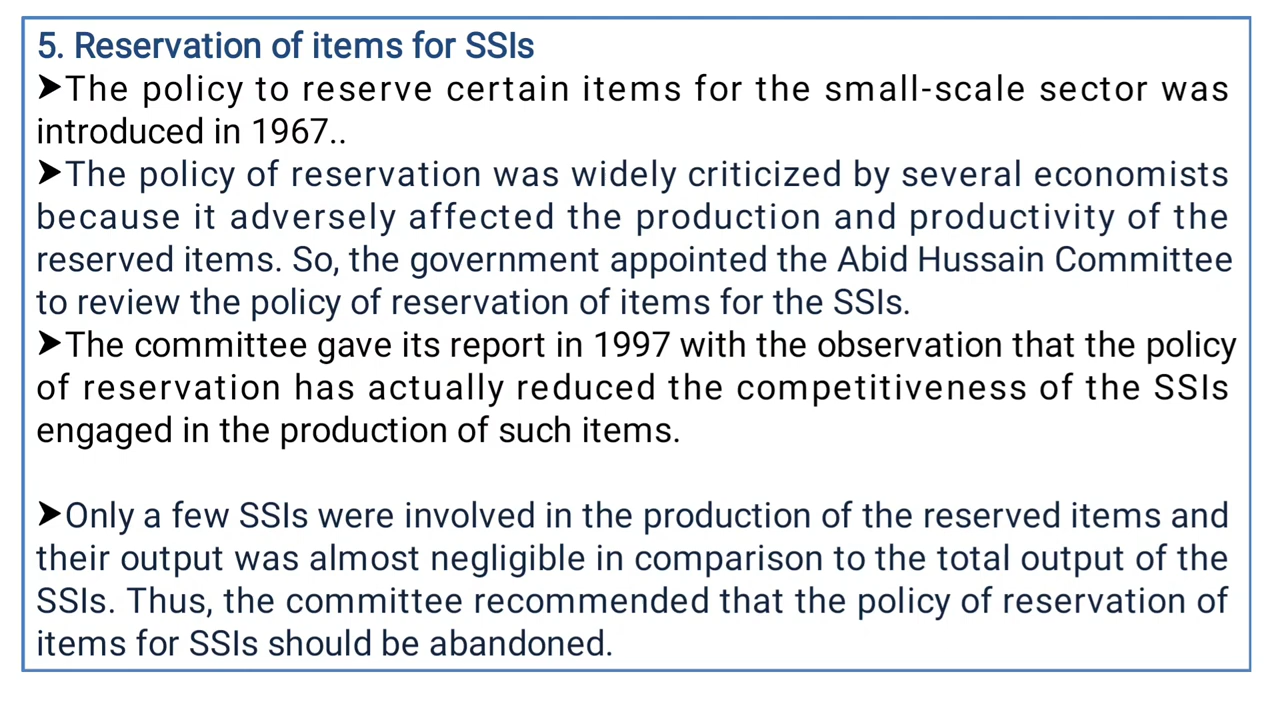 5. Reservation of items for SSIs
➤The policy to reserve certain items for the small-scale sector was
introduced in 1967..
➤The policy of reservation was widely criticized by several economists
because it adversely affected the production and productivity of the
reserved items. So, the government appointed the Abid Hussain Committee
to review the policy of reservation of items for the SSIs.
➤The committee gave its report in 1997 with the observation that the policy
of reservation has actually reduced the competitiveness of the SSIs
engaged in the production of such items.
➤Only a few SSIs were involved in the production of the reserved items and
their output was almost negligible in comparison to the total output of the
SSIs. Thus, the committee recommended that the policy of reservation of
items for SSIs should be abandoned.